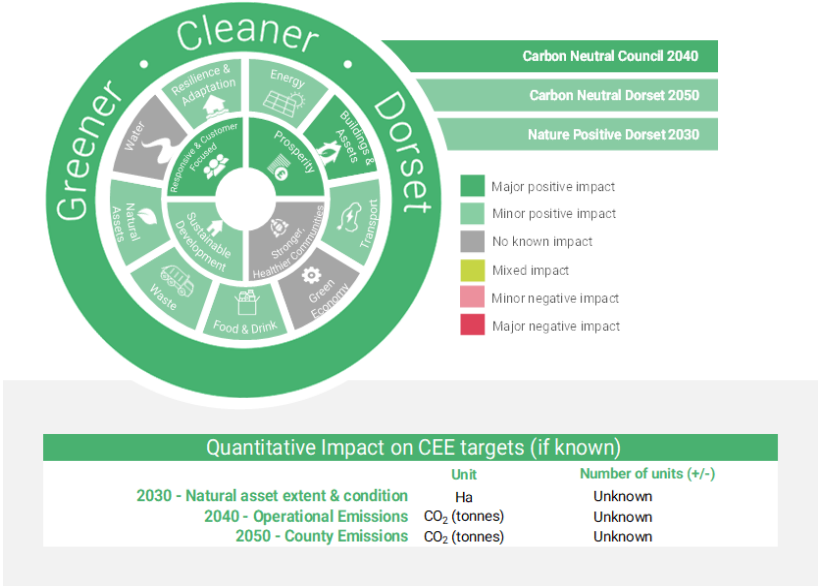 Greener • Cleaner • Dorset
Carbon Neutral Council 2040
Carbon Neutral Dorset 2050
Nature Positive Dorset 2030
Resilience &
Adaptation
Energy
Buildings &
Assets
Transport
Green
Economy
Food & Drink
Waste
Natural
Assets
Water
Responsive & Customer
Focused
Prosperity
Stronger,
Healthier Communities
Sustainable
Development
Major positive impact
Minor positive impact
No known impact
Mixed impact
Minor negative impact
Major negative impact
Quantitative Impact on CEE targets (if known)
Unit Number of units (+/-)
2030 - Natural asset extent & condition Ha Unknown
2040 - Operational Emissions CO₂ (tonnes) Unknown
2050 - County Emissions CO₂ (tonnes) Unknown